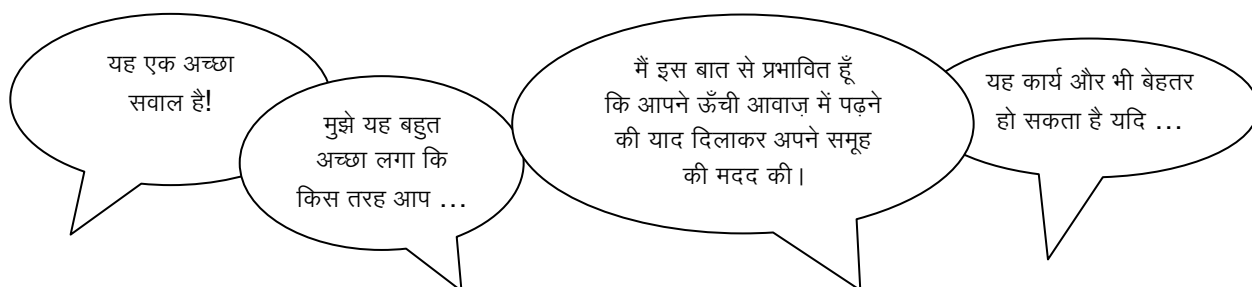 यह एक अच्छा
सवाल है!
मुझे यह बहुत
अच्छा लगा कि
किस तरह आप ...
मैं इस बात से प्रभावित हूँ
कि आपने ऊँची आवाज़ में पढ़ने
की याद दिलाकर अपने समूह
की मदद की।
यह कार्य और भी बेहतर
हो सकता है यदि ...